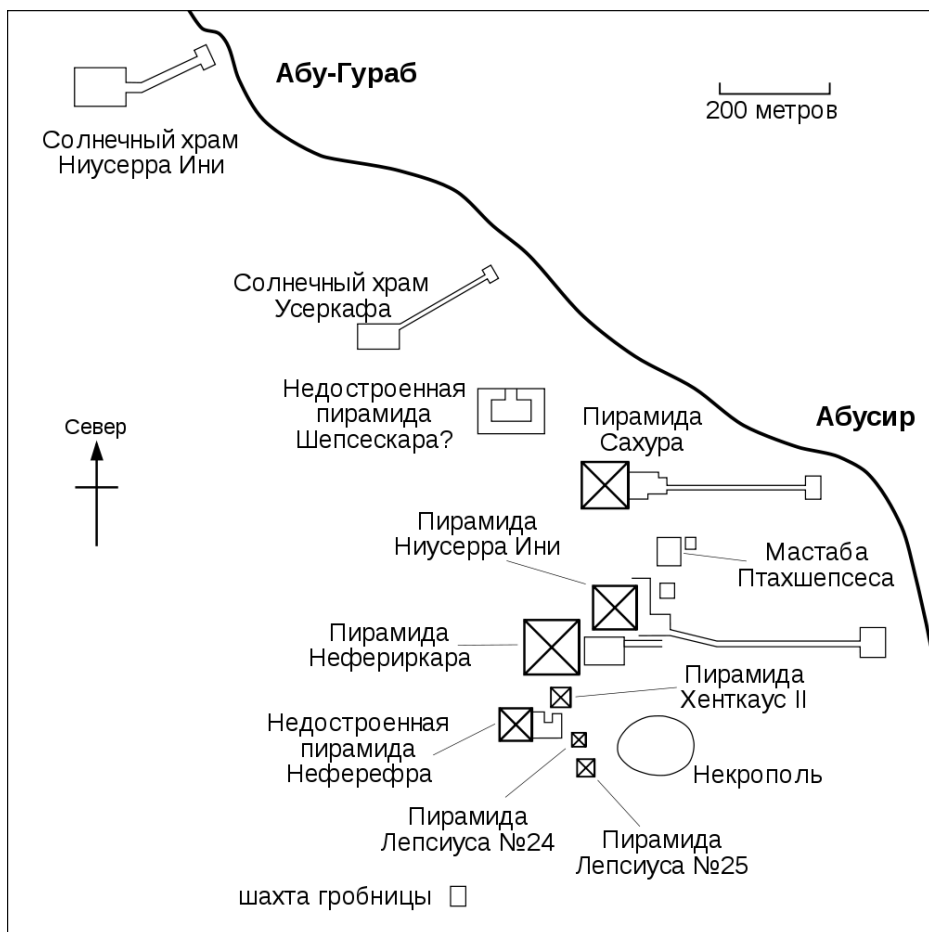 Абу-Гураб
200 метров
Солнечный храм
Ниусерра Ини
Солнечный храм
Усеркафа
Недостроенная
пирамида
Шепсескара?
Север
Абусир
Пирамида
Сахура
Пирамида
Ниусерра Ини
Мастаба
Птахшепсеса
Пирамида
Нефериркара
Пирамида
Хенткаус II
Недостроенная
пирамида
Неферефра
Некрополь
Пирамида
Лепсиуса №24
Пирамида
Лепсиуса №25
шахта гробницы